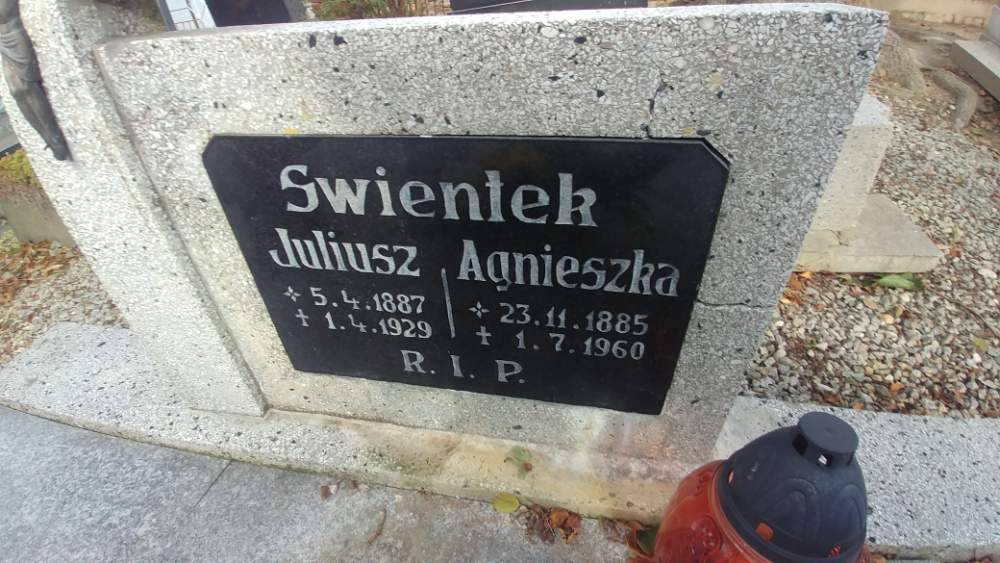 Swientek
Juliusz Agnieszka
✧ 5.4.1887 ✧ 23.11.1885
✝ 1.4.1929 ✝ 1.7.1960
R. I. P.